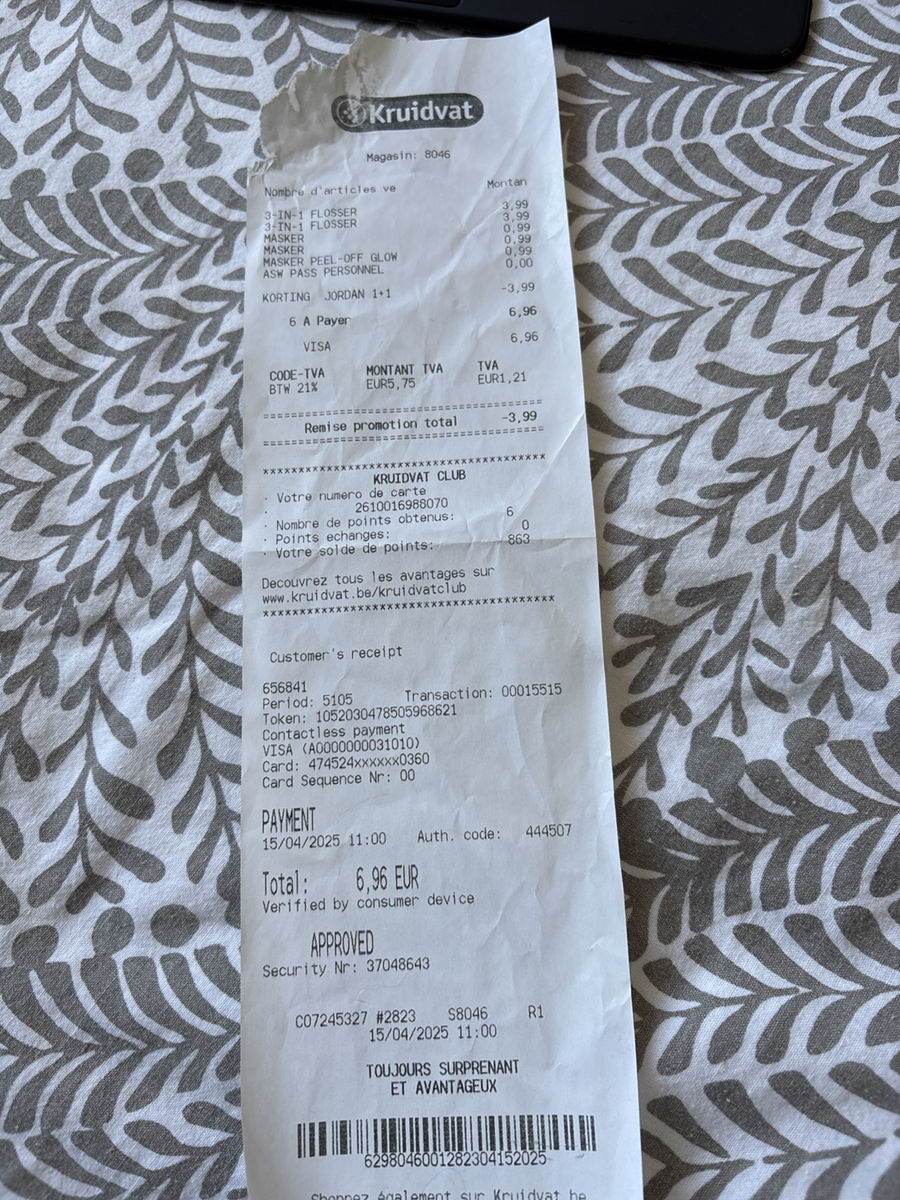 Kruidvat
Magasin: 8046
Nombre d'articles ve Montan
3-IN-1 FLOSSER 3,99
3-IN-1 FLOSSER 3,99
MASKER 0,99
MASKER 0,99
MASKER PEEL-OFF GLOW 0,99
ASW PASS PERSONNEL 0,00
KORTING JORDAN 1+1 -3,99
6 A Payer 6,96
VISA 6,96
CODE-TVA MONTANT TVA TVA
BTW 21% EUR5,75 EUR1,21
========================================
Remise promotion total -3,99
========================================
****************************************
KRUIDVAT CLUB
· Votre numero de carte
· 2610016988070
· Nombre de points obtenus: 6
· Points echanges: 0
· Votre solde de points: 863
Decouvrez tous les avantages sur
www.kruidvat.be/kruidvatclub
****************************************
Customer's receipt
656841
Period: 5105 Transaction: 00015515
Token: 1052030478505968621
Contactless payment
VISA (A0000000031010)
Card: 474524xxxxxx0360
Card Sequence Nr: 00
PAYMENT
15/04/2025 11:00 Auth. code: 444507
Total: 6,96 EUR
Verified by consumer device
APPROVED
Security Nr: 37048643
C07245327 #2823 S8046 R1
15/04/2025 11:00
TOUJOURS SURPRENANT
ET AVANTAGEUX
6298046001282304152025
Shoppez également sur Kruidvat.be